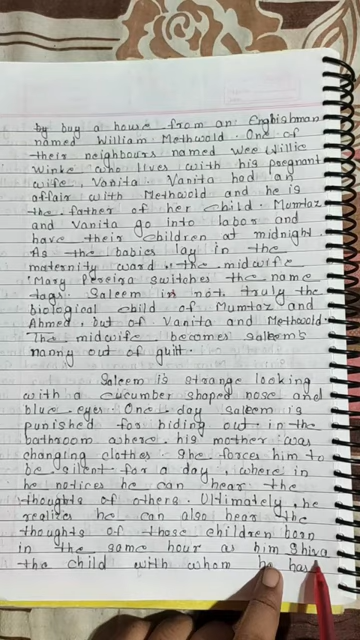 by buy a house from an Englishman
named William Methwold. One of
their neighbours named Wee Willie
Winke who lives with his pregnant
wife, Vanita. Vanita had an
affair with Methwold and he is
the father of her child. Mumtaz
and Vanita go into labor and
have their children at midnight.
As the babies lay in the
maternity ward, the midwife
Mary Pereira switches the name
tags. Saleem is not truly the
biological child of Mumtaz and
Ahmed, but of Vanita and Methwold.
The midwife becomes saleem's
nanny out of guilt.
Saleem is strange looking
with a cucumber shaped nose and
blue eyes. One day saleem is
punished for hiding out in the
bathroom where his mother was
changing clothes. She forces him to
be silent for a day, where in
he notices he can hear the
thoughts of others. Ultimately, he
realizes he can also hear the
thoughts of those children born
in the same hour as him Shiva
the child with whom he has